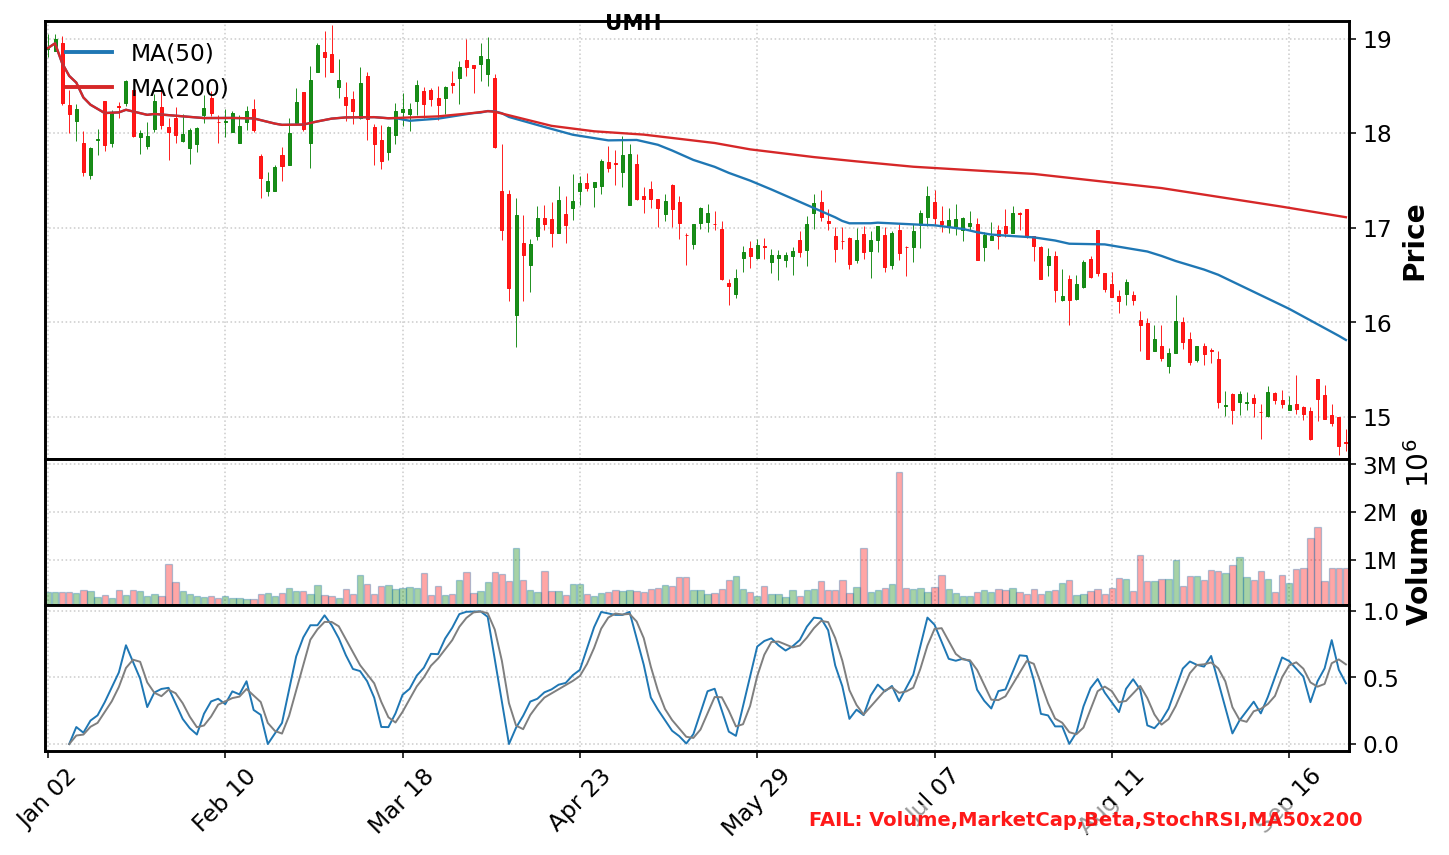 UMH
MA(50)
MA(200)
19
18
17
16
15
Price
3M
2M
1M
Volume 10⁶
1.0
0.5
0.0
Jan 02
Feb 10
Mar 18
Apr 23
May 29
Jul 07
Aug 11
Sep 16
FAIL: Volume,MarketCap,Beta,StochRSI,MA50x200